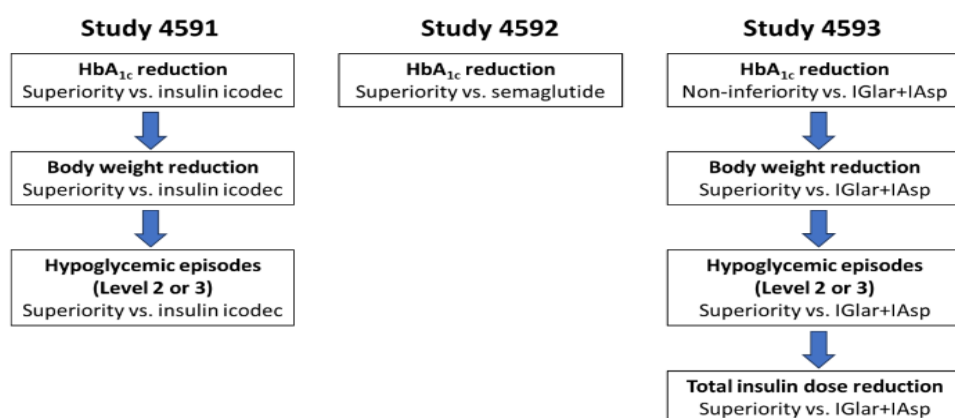 Study 4591
HbA1c reduction
Superiority vs. insulin icodec
Body weight reduction
Superiority vs. insulin icodec
Hypoglycemic episodes
(Level 2 or 3)
Superiority vs. insulin icodec
Study 4592
HbA1c reduction
Superiority vs. semaglutide
Study 4593
HbA1c reduction
Non-inferiority vs. IGlar+IAsp
Body weight reduction
Superiority vs. IGlar+IAsp
Hypoglycemic episodes
(Level 2 or 3)
Superiority vs. IGlar+IAsp
Total insulin dose reduction
Superiority vs. IGlar+IAsp